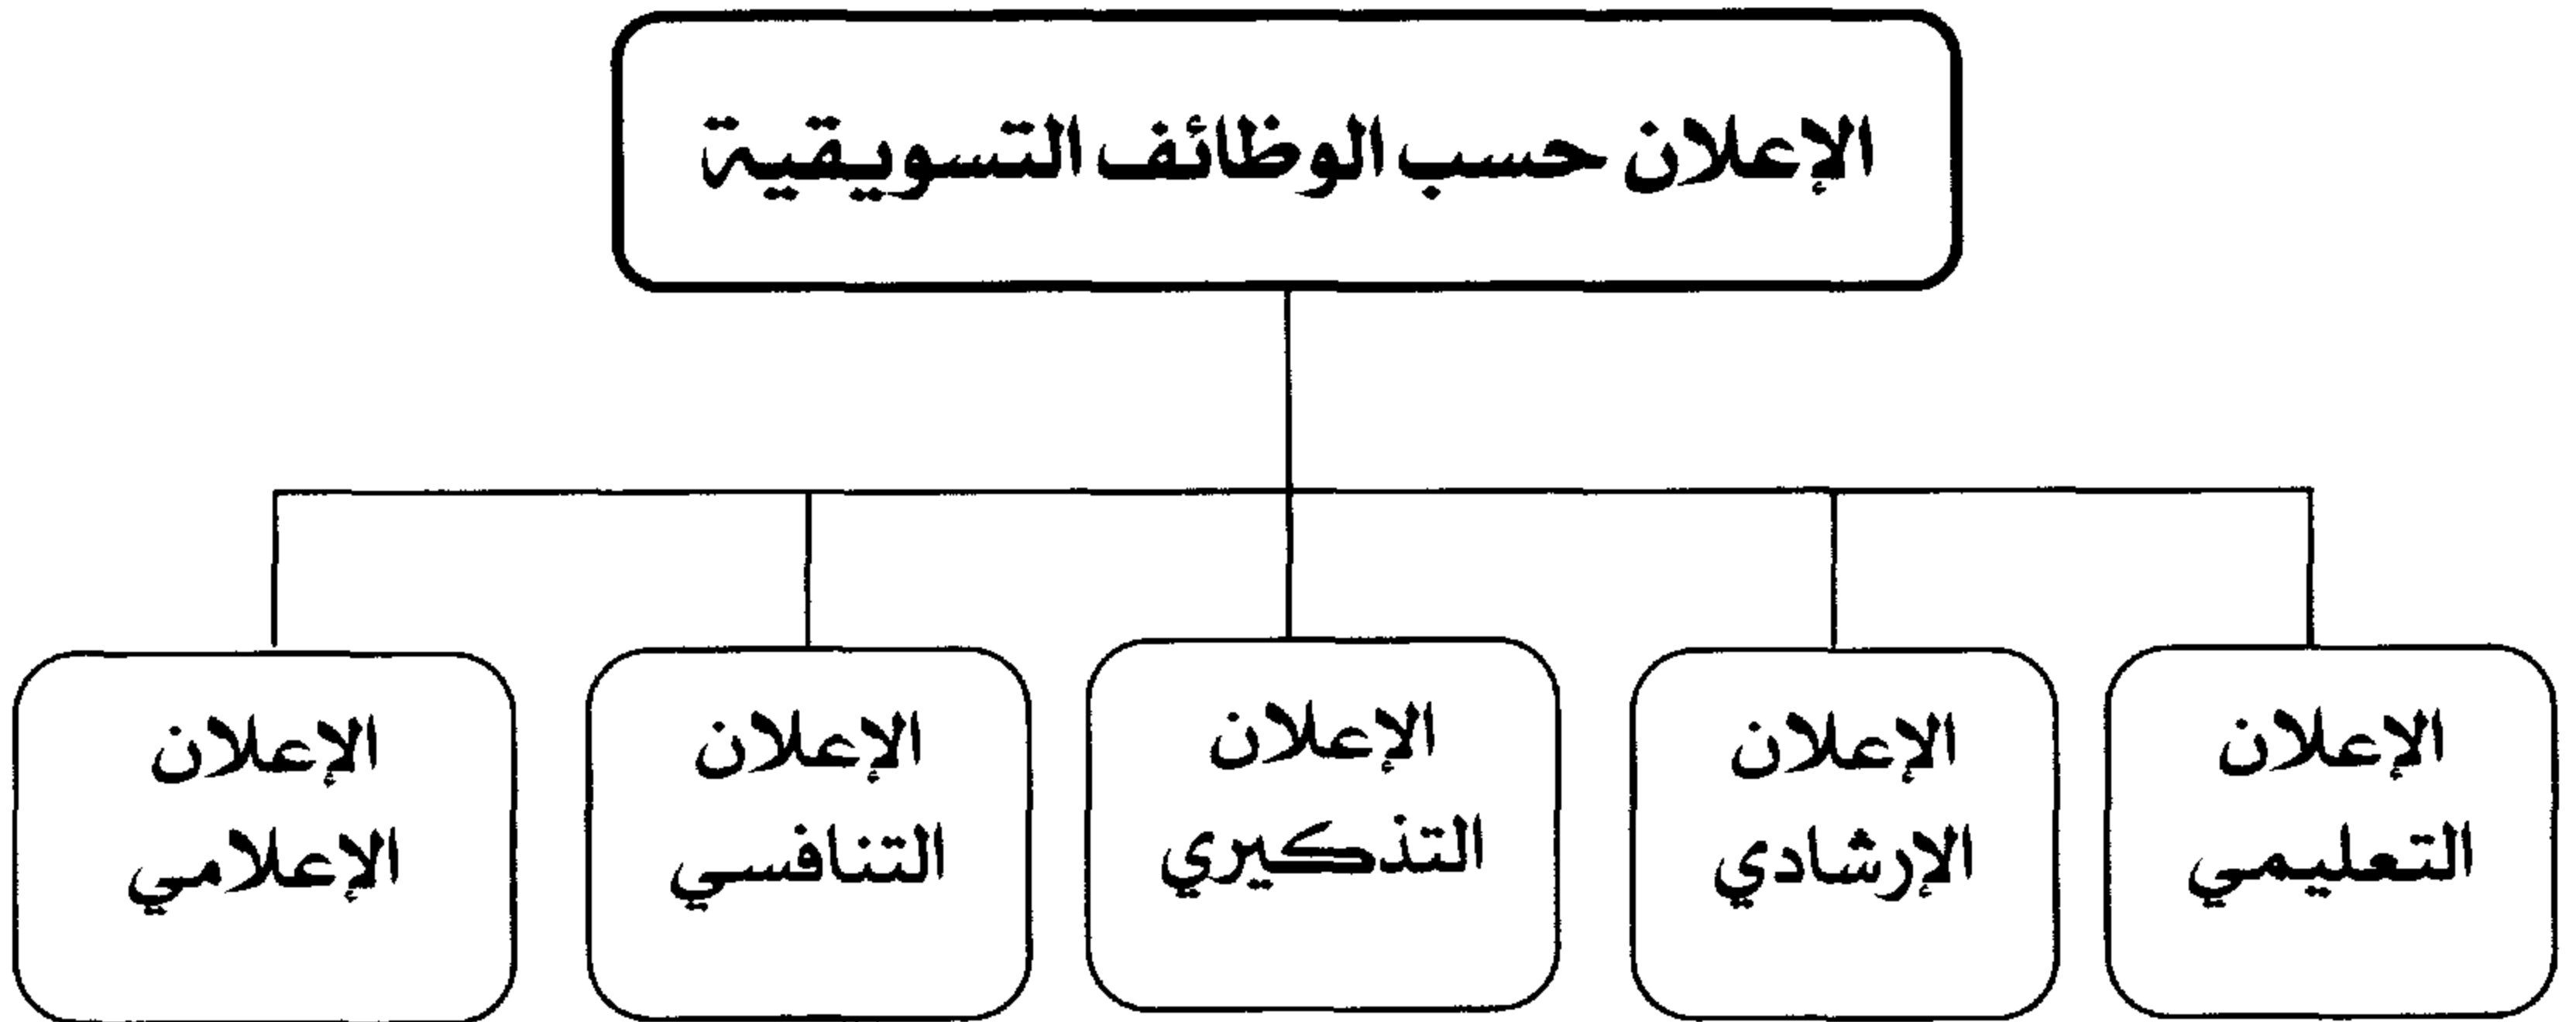 الإعلان حسب الوظائف التسويقية
الإعلان
التعليمي
الإعلان
الإرشادي
الإعلان
التذكيري
الإعلان
التنافسي
الإعلان
الإعلامي